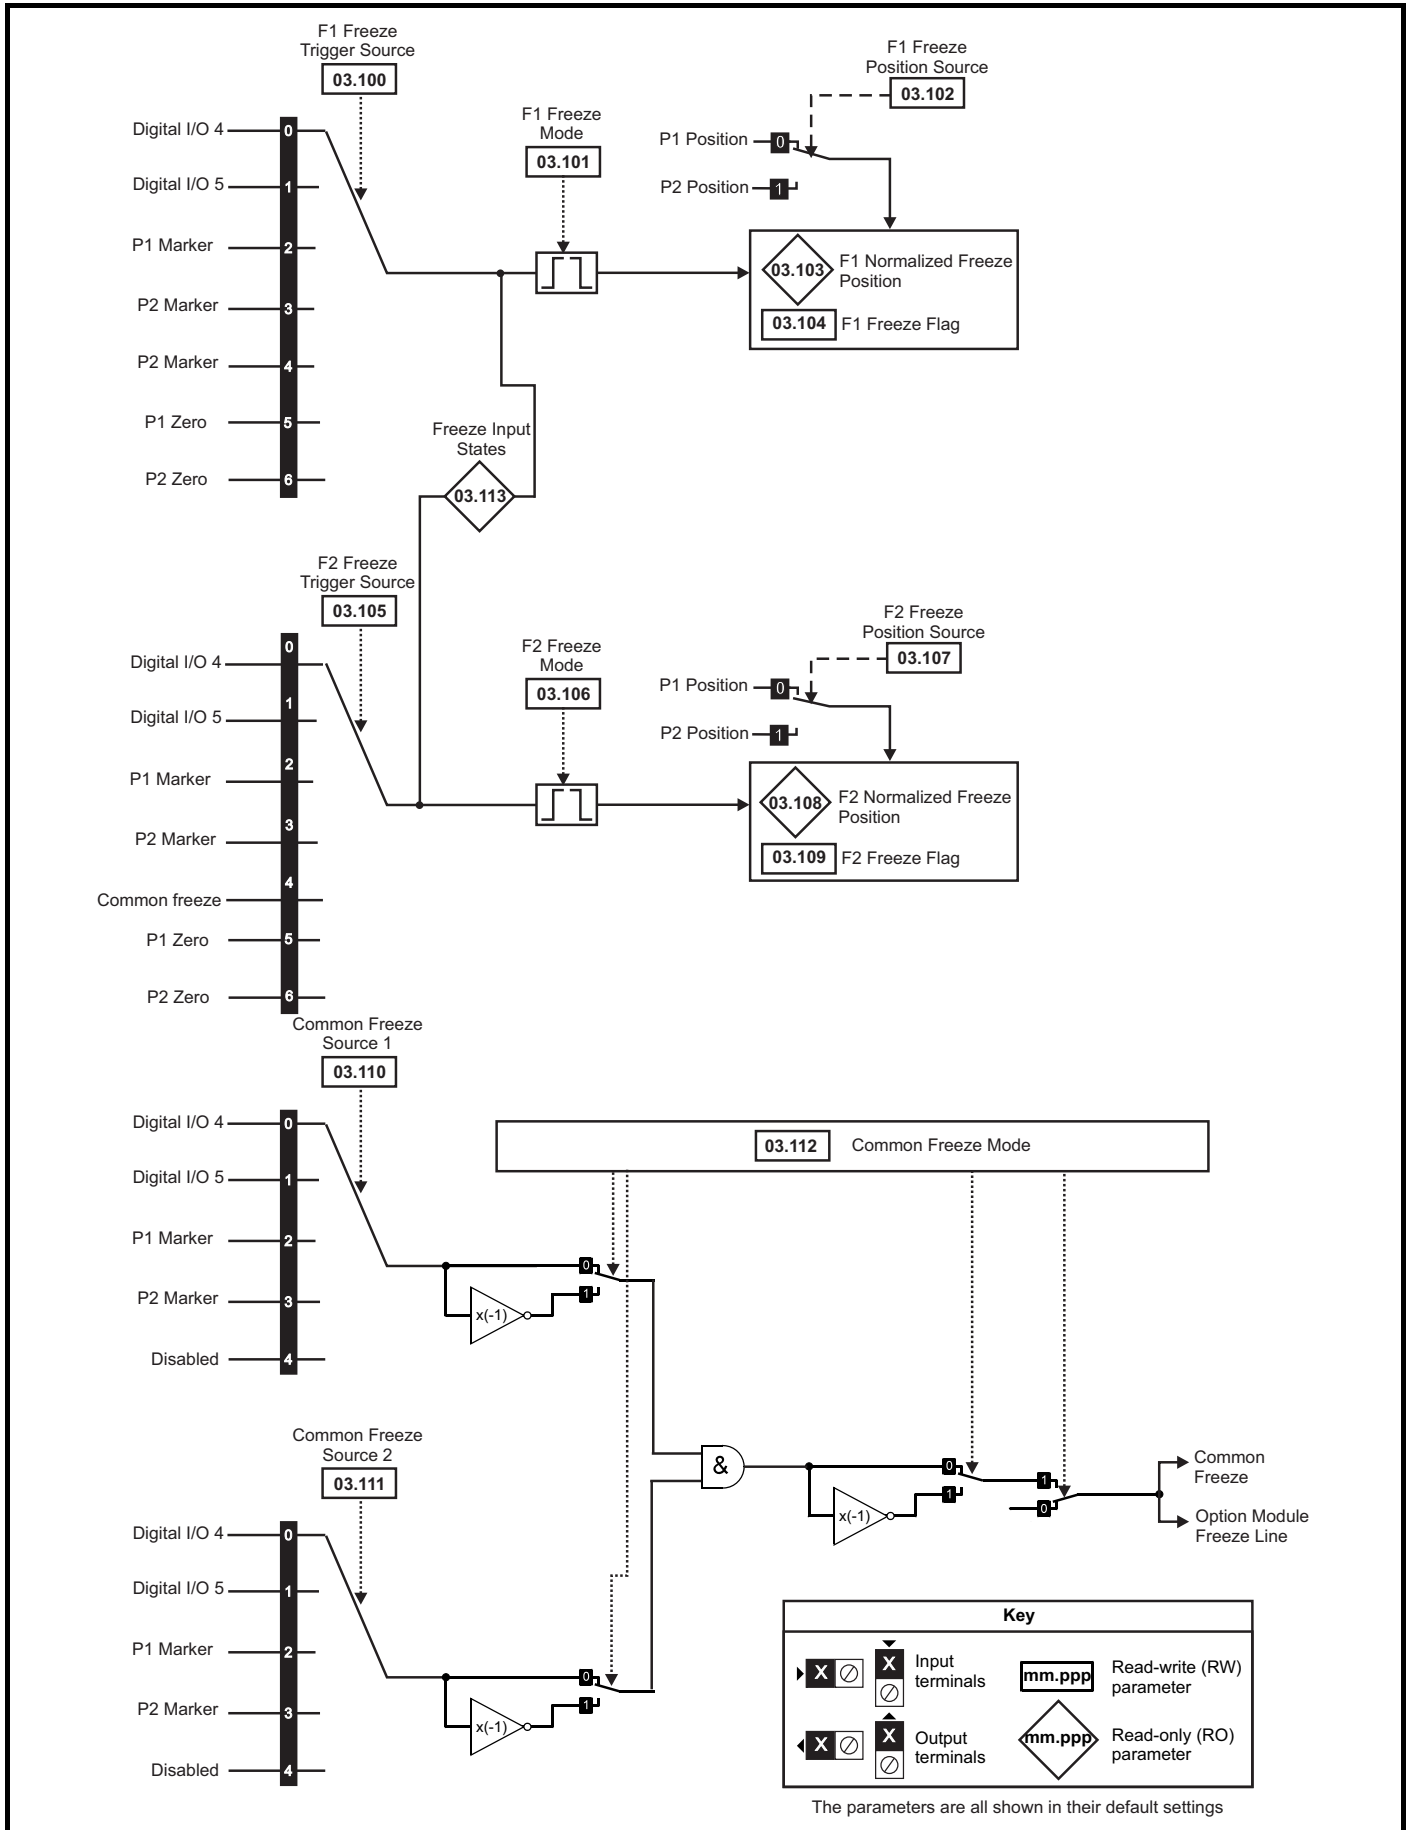 F1 Freeze
Trigger Source
03.100
Digital I/O 4
0
Digital I/O 5
1
P1 Marker
2
P2 Marker
3
P2 Marker
4
P1 Zero
5
P2 Zero
6
F1 Freeze
Mode
03.101
F1 Freeze
Position Source
03.102
P1 Position
0
P2 Position
1
03.103
F1 Normalized Freeze
Position
03.104
F1 Freeze Flag
Freeze Input
States
03.113
F2 Freeze
Trigger Source
03.105
0
Digital I/O 4
1
Digital I/O 5
2
P1 Marker
3
P2 Marker
4
Common freeze
P1 Zero
5
P2 Zero
6
F2 Freeze
Mode
03.106
F2 Freeze
Position Source
03.107
P1 Position
0
P2 Position
1
03.108
F2 Normalized Freeze
Position
03.109
F2 Freeze Flag
Common Freeze
Source 1
03.110
Digital I/O 4
0
Digital I/O 5
1
P1 Marker
2
P2 Marker
3
Disabled
4
03.112
Common Freeze Mode
0
1
x(-1)
Common Freeze
Source 2
03.111
Digital I/O 4
0
Digital I/O 5
1
P1 Marker
2
P2 Marker
3
Disabled
4
0
1
x(-1)
&
0
1
x(-1)
1
0
Common
Freeze
Option Module
Freeze Line
Key
X
X
Input
terminals
mm.ppp
Read-write (RW)
parameter
X
X
Output
terminals
mm.ppp
Read-only (RO)
parameter
The parameters are all shown in their default settings